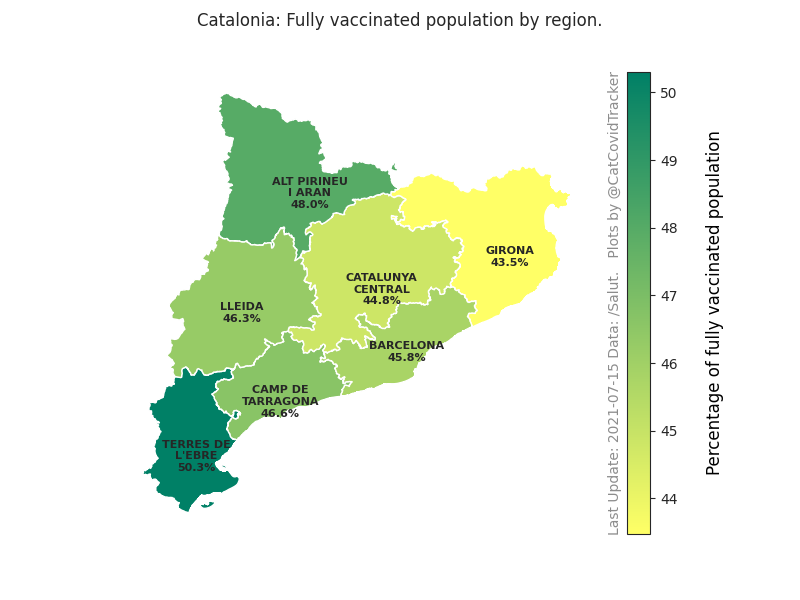 Catalonia: Fully vaccinated population by region.
ALT PIRINEU
I ARAN
48.0%
GIRONA
43.5%
CATALUNYA
CENTRAL
44.8%
LLEIDA
46.3%
BARCELONA
45.8%
CAMP DE
TARRAGONA
46.6%
TERRES DE
L'EBRE
50.3%
Last Update: 2021-07-15 Data: /Salut.   Plots by @CatCovidTracker
50
49
48
47
46
45
44
Percentage of fully vaccinated population